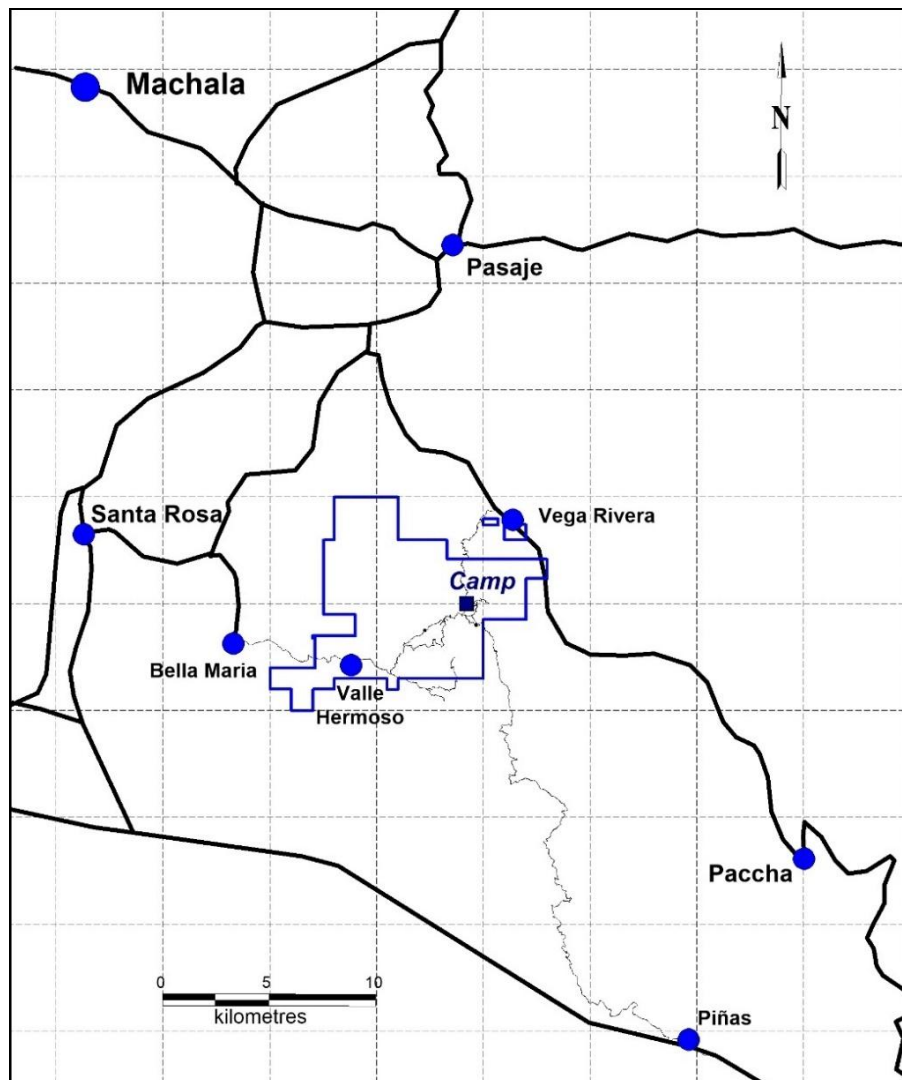 Machala
N
Pasaje
Santa Rosa
Vega Rivera
Camp
Bella Maria
Valle
Hermoso
Paccha
0 5 10
kilometres
Piñas